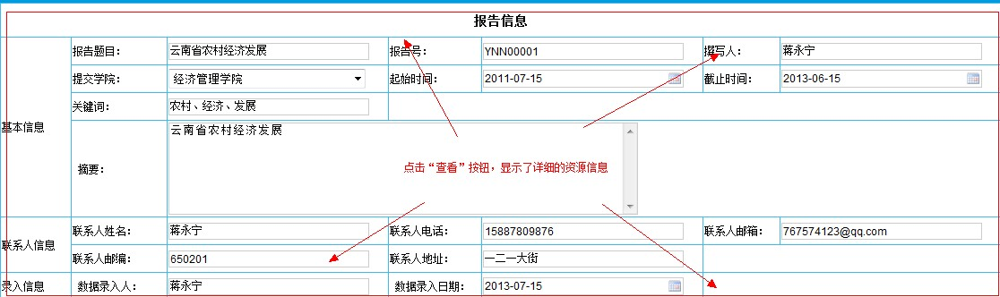 报告信息
报告题目： 云南省农村经济发展 报告号： YNN00001 撰写人： 蒋永宁
提交学院： 经济管理学院 起始时间： 2011-07-15 截止时间： 2013-06-15
关键词： 农村、经济、发展
基本信息
云南省农村经济发展
摘要：
点击“查看”按钮，显示了详细的资源信息
联系人信息
联系人姓名： 蒋永宁 联系人电话： 15887809876 联系人邮箱： 767574123@qq.com
联系人邮编： 650201 联系人地址： 一二一大街
录入信息 数据录入人： 蒋永宁 数据录入日期： 2013-07-15